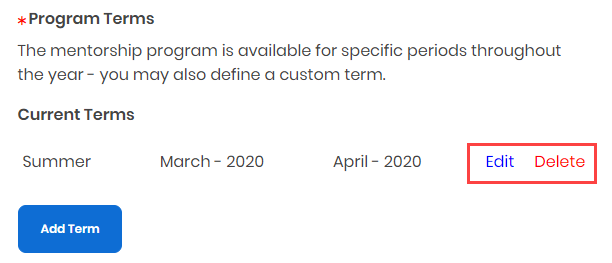 *Program Terms
The mentorship program is available for specific periods throughout
the year - you may also define a custom term.
Current Terms
Summer March - 2020 April - 2020 Edit Delete
Add Term